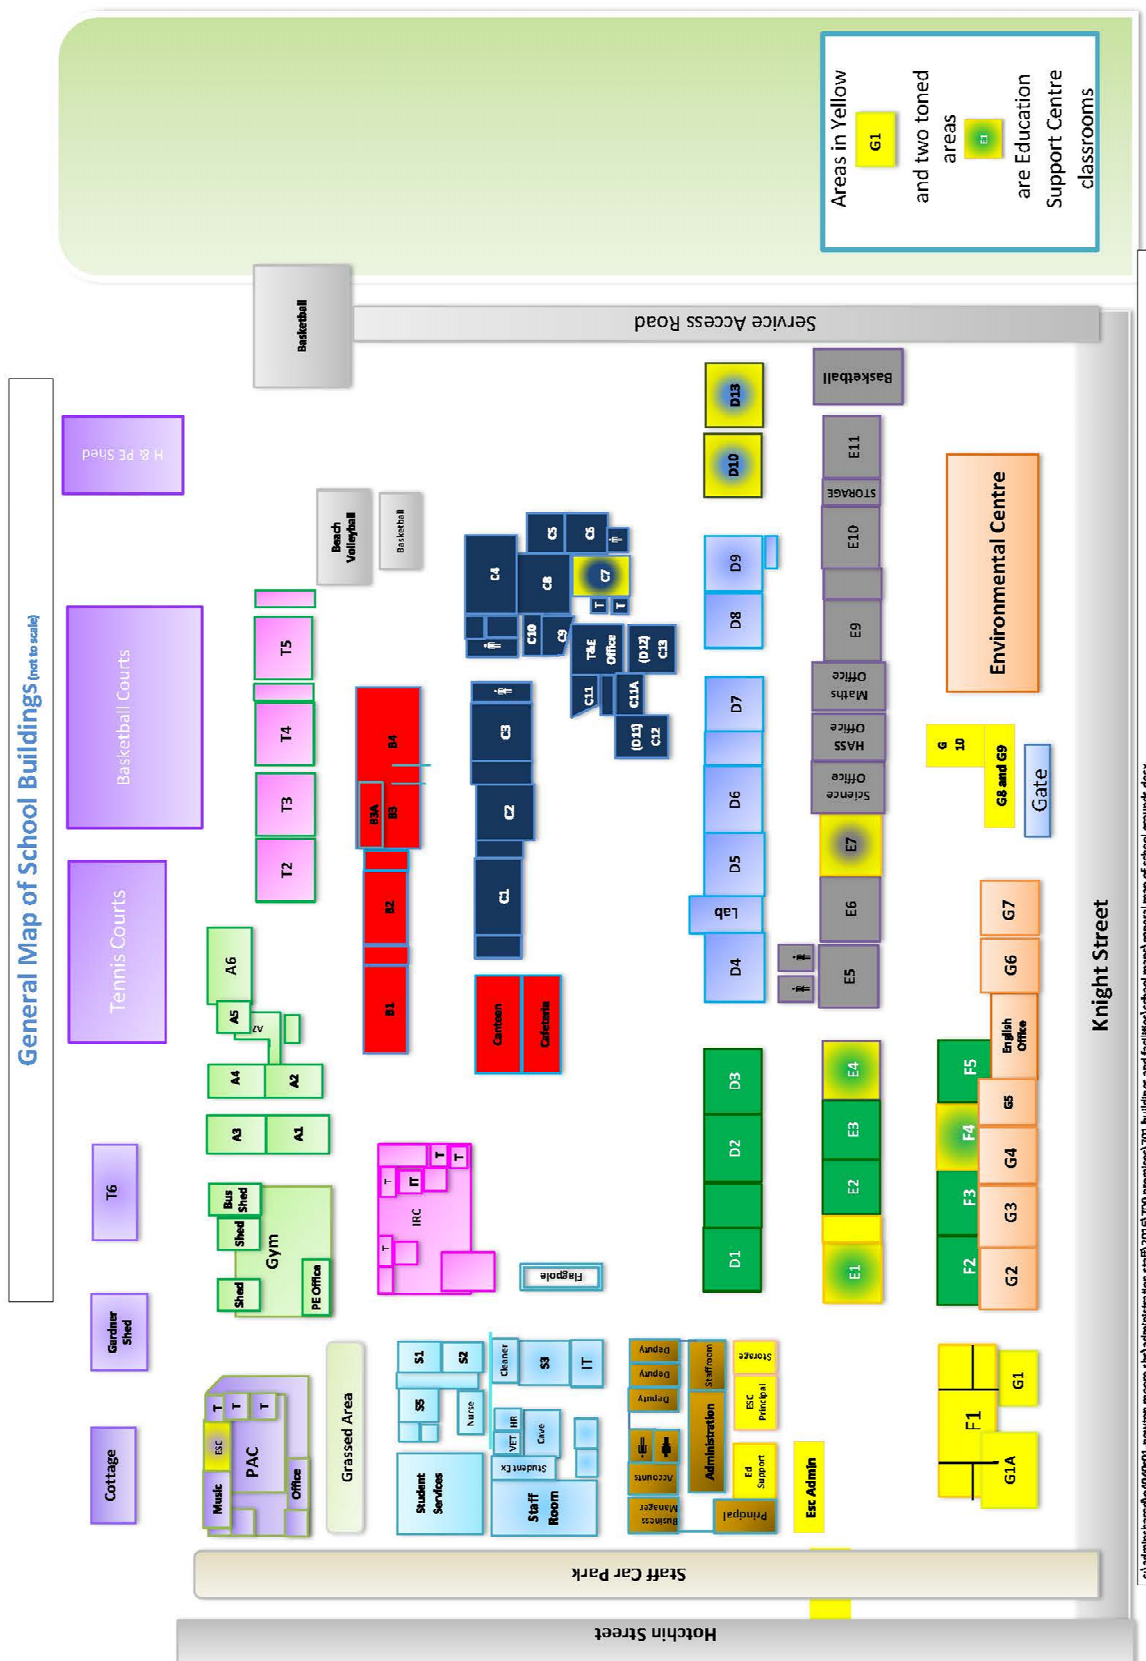 General Map of School Buildings (not to scale)
Cottage
Gardner
Shed
T6
Tennis Courts
Basketball Courts
H & PE Shed
Music
ESC
T
T
T
PAC
Office
Shed
Shed
Bus
Shed
Gym
PE Office
A3
A1
A4
A2
A5
A7
A6
T2
T3
T4
T5
Basketball
Beach
Volleyball
Basketball
Grassed Area
IRC
T
T
IT
T
T
B1
B2
B3A
B3
B4
Student
Services
S1
S2
S5
Nurse
Cleaner
S3
IT
VET
HR
Cave
Student Ex
Staff
Room
Flagpole
Canteen
Cafeteria
C1
C2
C3
C4
C5
C6
C7
C8
C9
C10
T
T
T&E
Office
(D12)
C13
C11
C11A
(D11)
C12
Deputy
Deputy
Deputy
Accounts
Business
Manager
Staffroom
Administration
Principal
Storage
ESC
Principal
Ed
Support
Esc Admin
D1
D2
D3
D4
Lab
D5
D6
D7
D8
D9
D10
D13
E1
E2
E3
E4
E5
E6
E7
Science
Office
HASS
Office
Maths
Office
E9
E10
STORAGE
E11
Basketball
F1
G1A
G1
F2
F3
F4
F5
G2
G3
G4
G5
English
Office
G6
G7
G8 and G9
G
10
Gate
Environmental Centre
Service Access Road
Staff Car Park
Hotchin Street
Knight Street
Areas in Yellow
G1
and two toned
areas
E1
are Education
Support Centre
classrooms